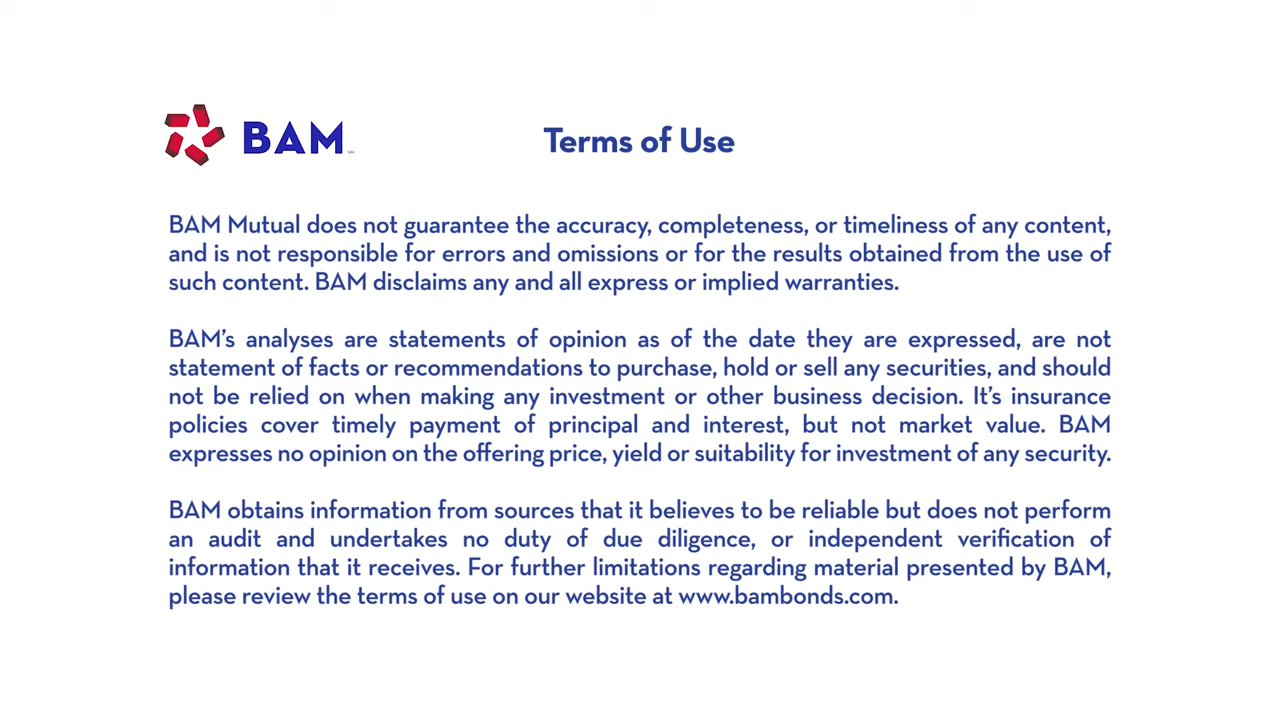 BAM SM
Terms of Use
BAM Mutual does not guarantee the accuracy, completeness, or timeliness of any content,
and is not responsible for errors and omissions or for the results obtained from the use of
such content. BAM disclaims any and all express or implied warranties.
BAM’s analyses are statements of opinion as of the date they are expressed, are not
statement of facts or recommendations to purchase, hold or sell any securities, and should
not be relied on when making any investment or other business decision. It’s insurance
policies cover timely payment of principal and interest, but not market value. BAM
expresses no opinion on the offering price, yield or suitability for investment of any security.
BAM obtains information from sources that it believes to be reliable but does not perform
an audit and undertakes no duty of due diligence, or independent verification of
information that it receives. For further limitations regarding material presented by BAM,
please review the terms of use on our website at www.bambonds.com.